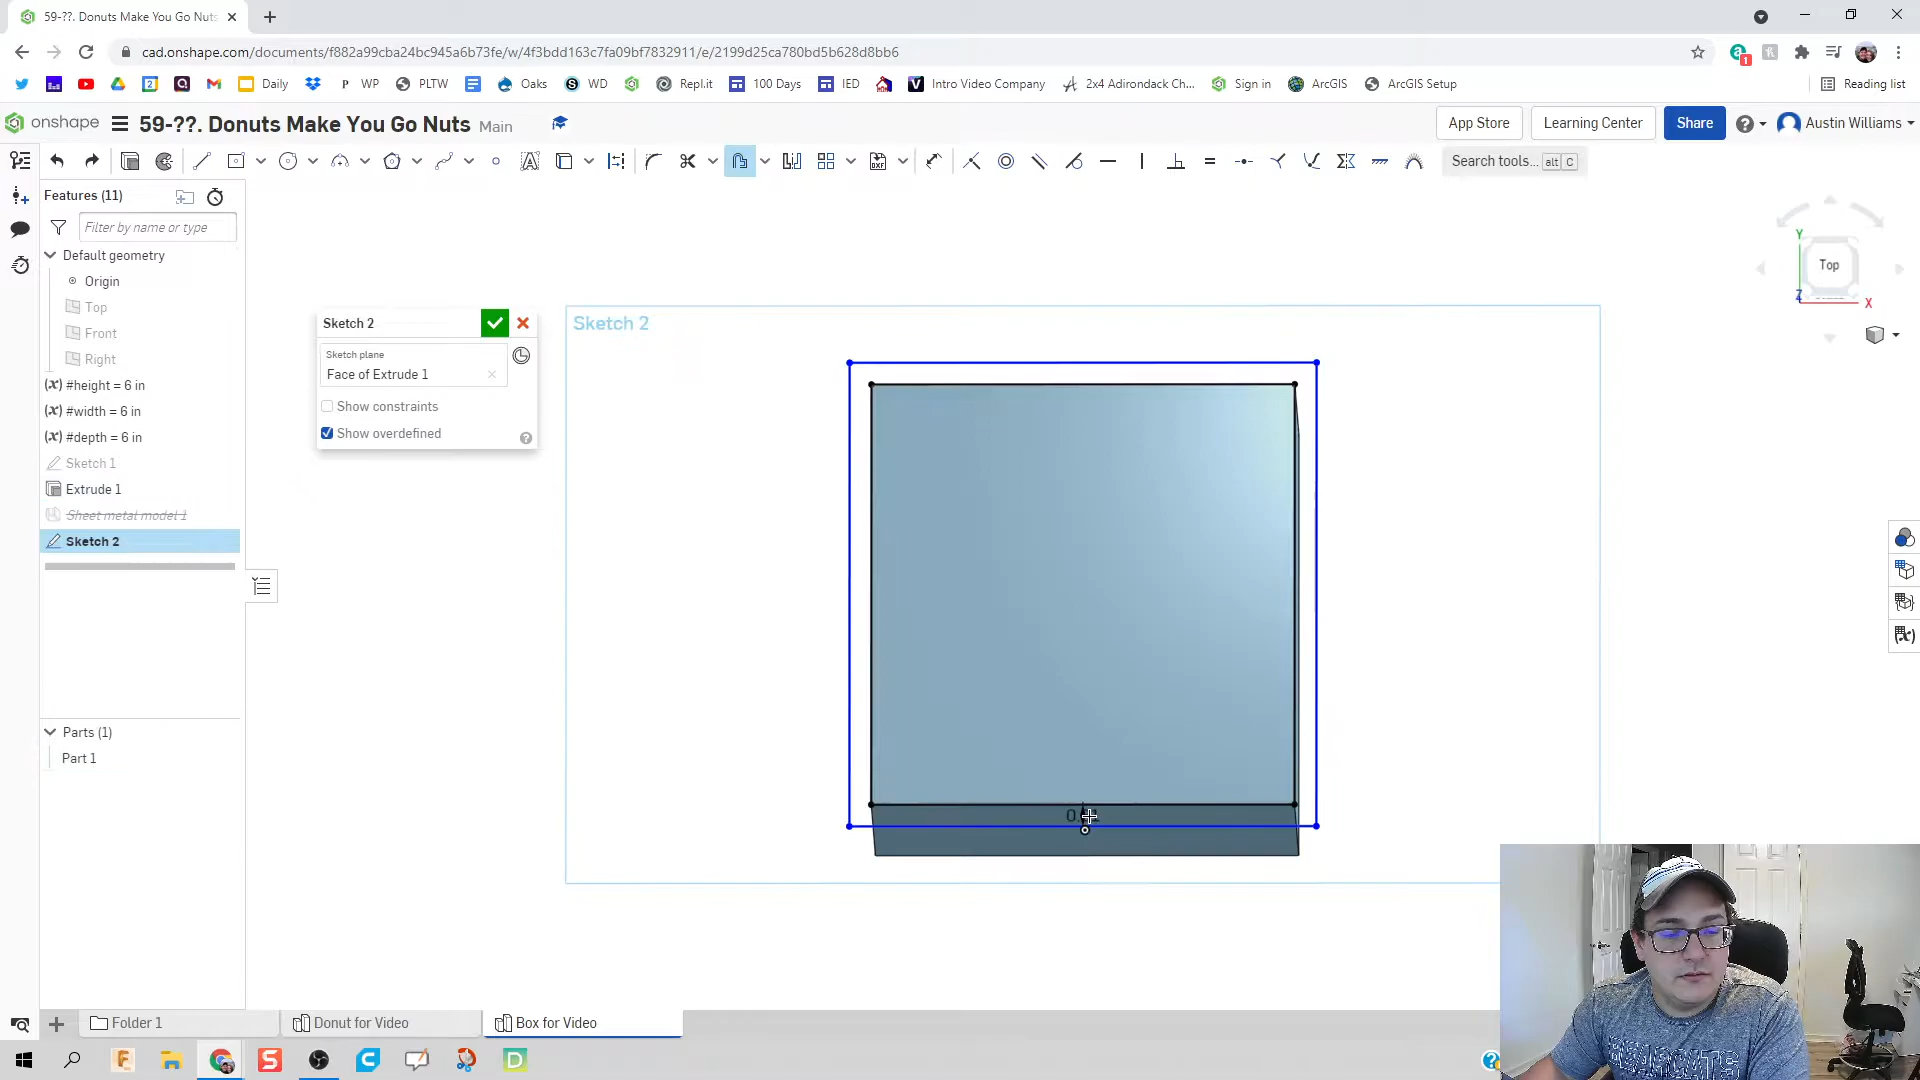 59-??. Donuts Make You Go Nuts
cad.onshape.com/documents/f882a99cba24bc945a6b73fe/w/4f3bdd163c7fa09bf7832911/e/2199d25ca780bd5b628d8bb6
Daily
P WP
PLTW
Oaks
WD
Repl.it
100 Days
IED
Intro Video Company
2x4 Adirondack Ch...
Sign in
ArcGIS
ArcGIS Setup
Reading list
onshape
59-??. Donuts Make You Go Nuts Main
App Store
Learning Center
Share
Austin Williams
Search tools... alt C
Features (11)
Filter by name or type
Default geometry
Origin
Top
Front
Right
(x) #height = 6 in
(x) #width = 6 in
(x) #depth = 6 in
Sketch 1
Extrude 1
Sheet metal model 1
Sketch 2
Parts (1)
Part 1
Sketch 2
Sketch plane
Face of Extrude 1
Show constraints
Show overdefined
Sketch 2
Y
Top
Z
X
Folder 1
Donut for Video
Box for Video
BEARCATS